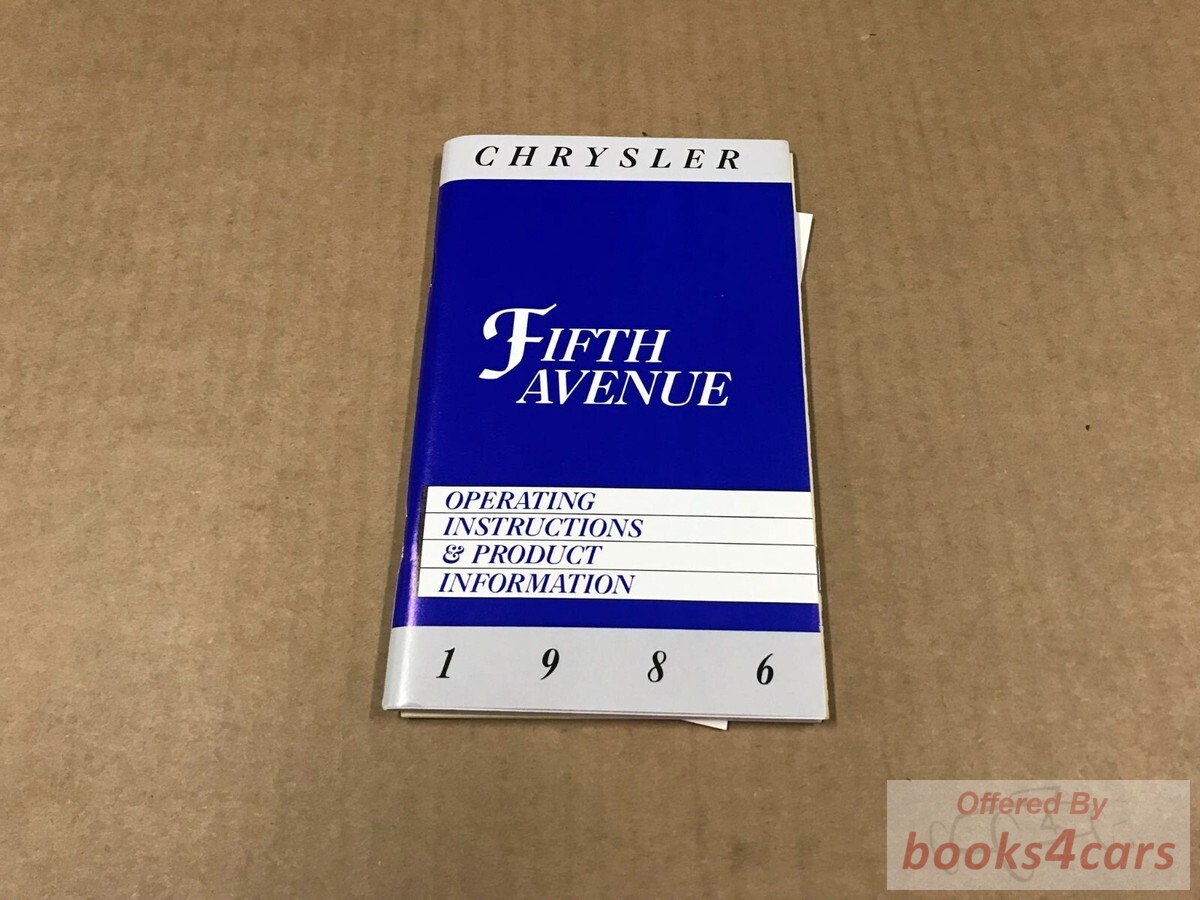 CHRYSLER
FIFTH
AVENUE
OPERATING
INSTRUCTIONS
& PRODUCT
INFORMATION
1 9 8 6
Offered By
books4cars